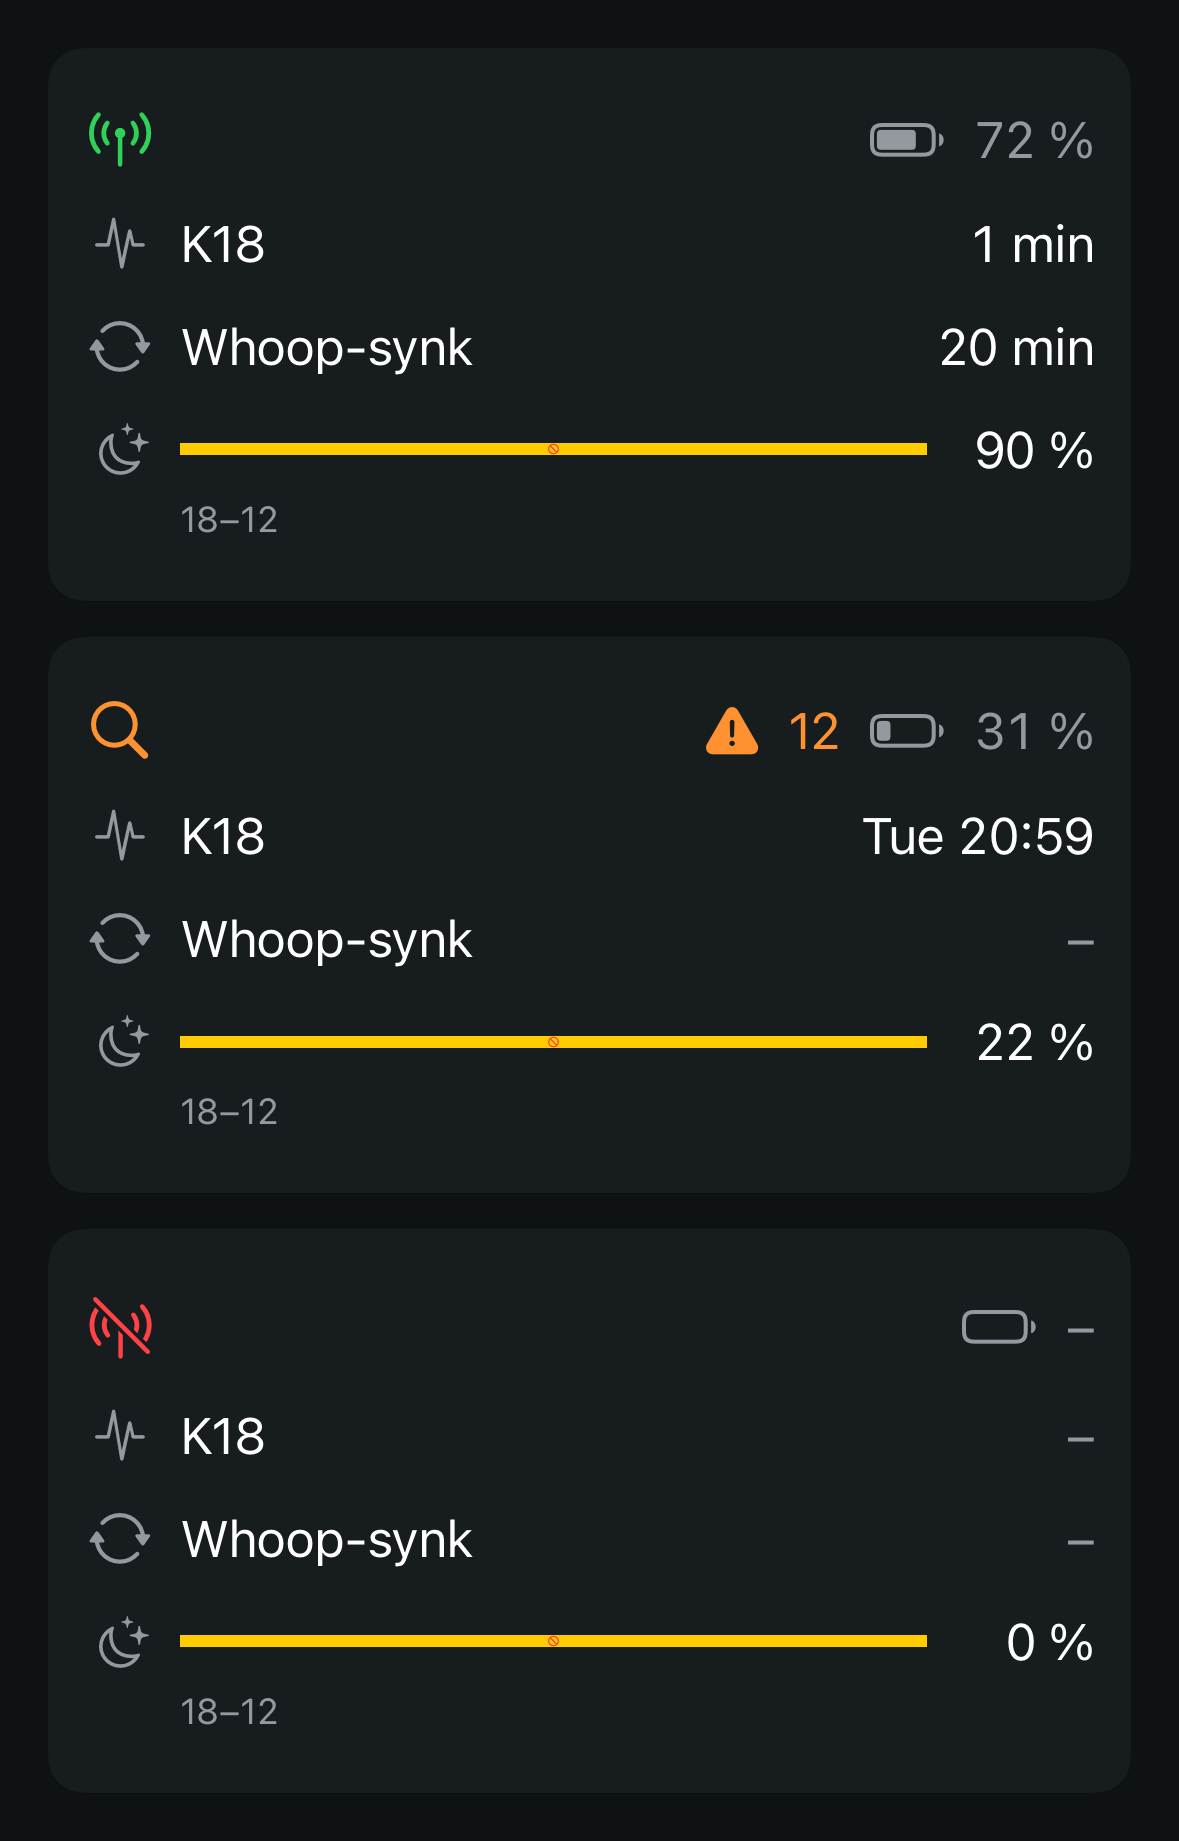 72 %
K18 1 min
Whoop-synk 20 min
90 %
18–12
12 31 %
K18 Tue 20:59
Whoop-synk –
22 %
18–12
–
K18 –
Whoop-synk –
0 %
18–12